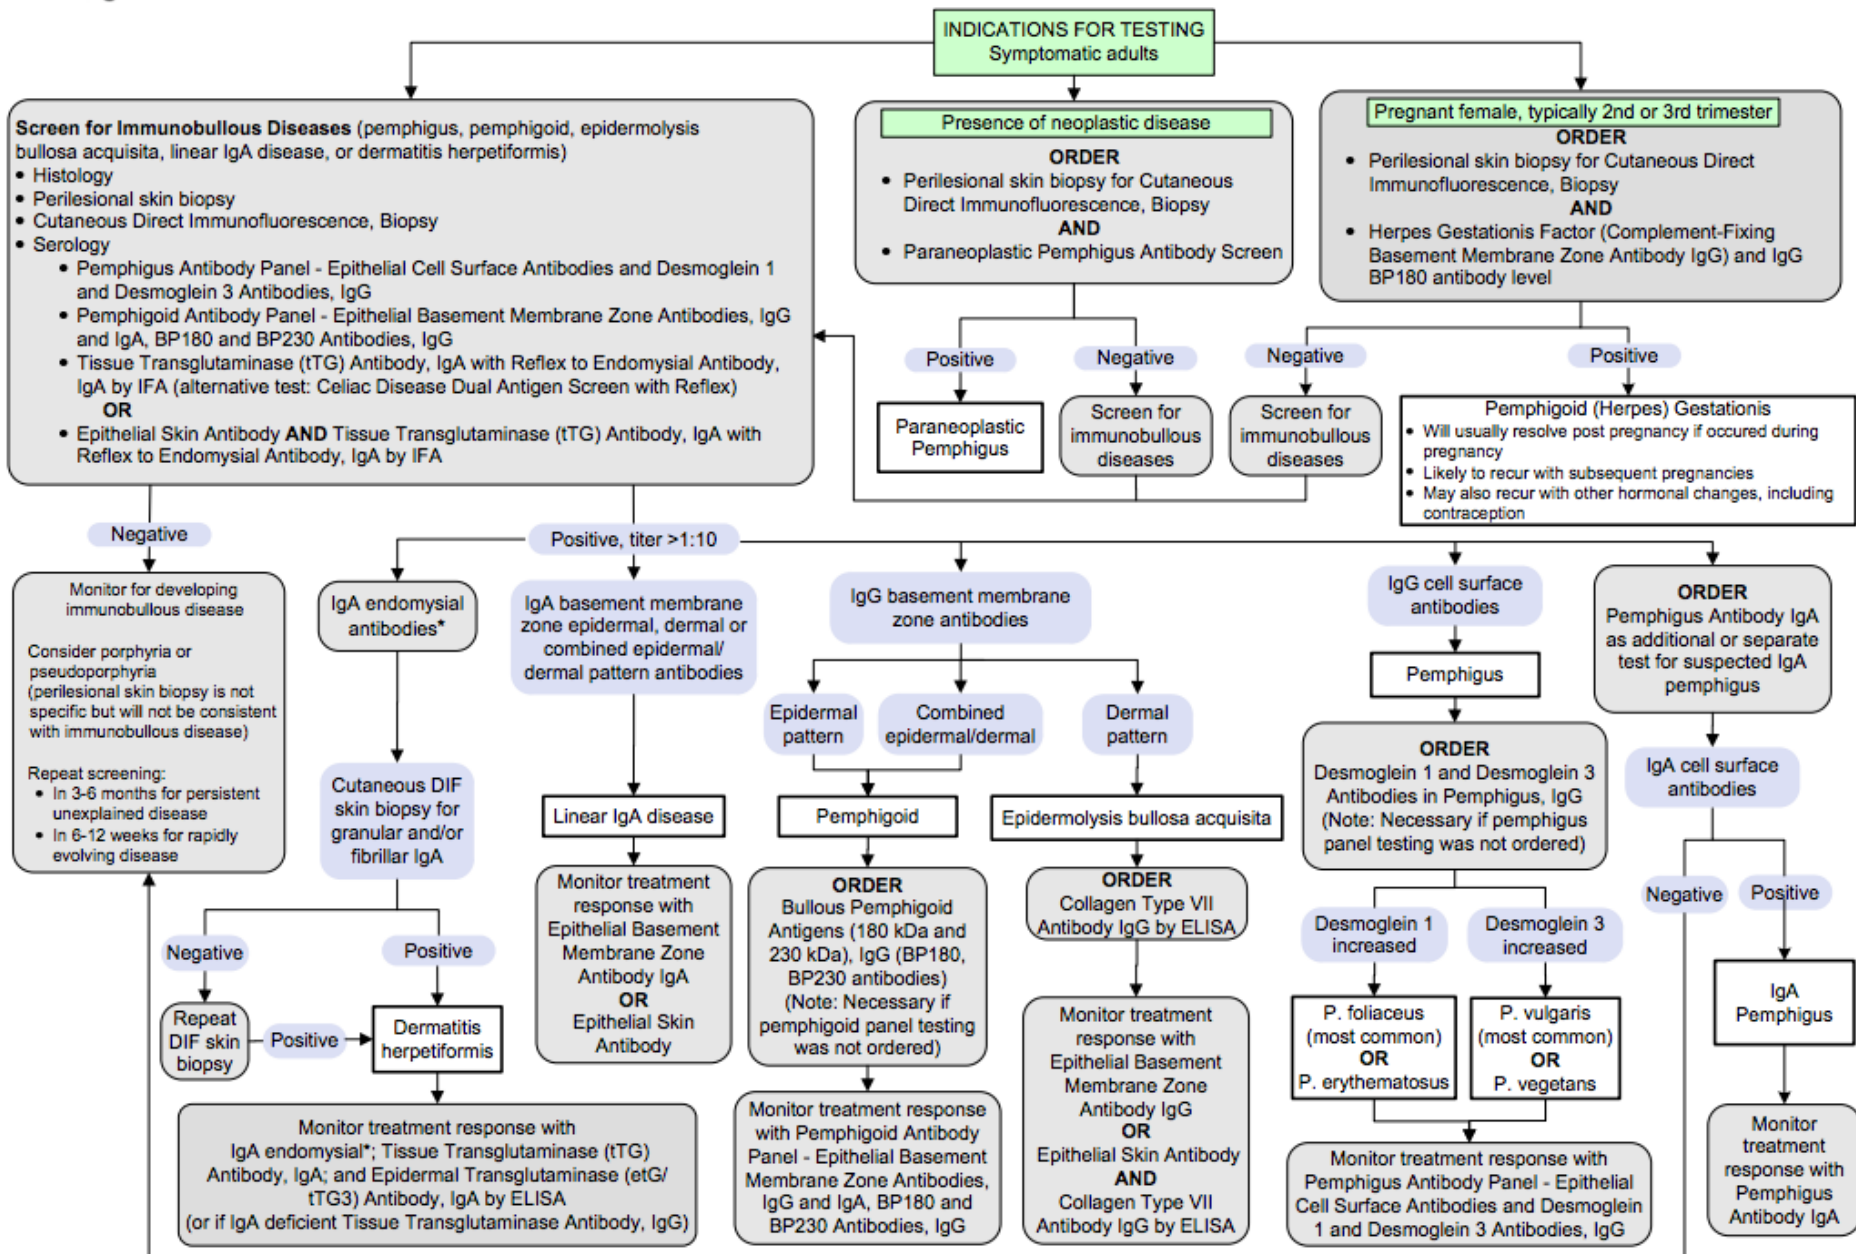 INDICATIONS FOR TESTING
Symptomatic adults
Screen for Immunobullous Diseases (pemphigus, pemphigoid, epidermolysis
bullosa acquisita, linear IgA disease, or dermatitis herpetiformis)
• Histology
• Perilesional skin biopsy
• Cutaneous Direct Immunofluorescence, Biopsy
• Serology
• Pemphigus Antibody Panel - Epithelial Cell Surface Antibodies and Desmoglein 1
and Desmoglein 3 Antibodies, IgG
• Pemphigoid Antibody Panel - Epithelial Basement Membrane Zone Antibodies, IgG
and IgA, BP180 and BP230 Antibodies, IgG
• Tissue Transglutaminase (tTG) Antibody, IgA with Reflex to Endomysial Antibody,
IgA by IFA (alternative test: Celiac Disease Dual Antigen Screen with Reflex)
OR
• Epithelial Skin Antibody AND Tissue Transglutaminase (tTG) Antibody, IgA with
Reflex to Endomysial Antibody, IgA by IFA
Presence of neoplastic disease
ORDER
• Perilesional skin biopsy for Cutaneous
Direct Immunofluorescence, Biopsy
AND
• Paraneoplastic Pemphigus Antibody Screen
Pregnant female, typically 2nd or 3rd trimester
ORDER
• Perilesional skin biopsy for Cutaneous Direct
Immunofluorescence, Biopsy
AND
• Herpes Gestationis Factor (Complement-Fixing
Basement Membrane Zone Antibody IgG) and IgG
BP180 antibody level
Positive
Negative
Negative
Positive
Paraneoplastic
Pemphigus
Screen for
immunobullous
diseases
Screen for
immunobullous
diseases
Pemphigoid (Herpes) Gestationis
• Will usually resolve post pregnancy if occured during
pregnancy
• Likely to recur with subsequent pregnancies
• May also recur with other hormonal changes, including
contraception
Negative
Positive, titer >1:10
Monitor for developing
immunobullous disease
Consider porphyria or
pseudoporphyria
(perilesional skin biopsy is not
specific but will not be consistent
with immunobullous disease)
Repeat screening:
• In 3-6 months for persistent
unexplained disease
• In 6-12 weeks for rapidly
evolving disease
IgA endomysial
antibodies*
Cutaneous DIF
skin biopsy for
granular and/or
fibrillar IgA
Negative
Positive
Repeat
DIF skin
biopsy
Positive
Dermatitis
herpetiformis
Monitor treatment response with
IgA endomysial*; Tissue Transglutaminase (tTG)
Antibody, IgA; and Epidermal Transglutaminase (etG/
tTG3) Antibody, IgA by ELISA
(or if IgA deficient Tissue Transglutaminase Antibody, IgG)
IgA basement membrane
zone epidermal, dermal or
combined epidermal/
dermal pattern antibodies
Linear IgA disease
Monitor treatment
response with
Epithelial Basement
Membrane Zone
Antibody IgA
OR
Epithelial Skin
Antibody
IgG basement membrane
zone antibodies
Epidermal
pattern
Combined
epidermal/dermal
Dermal
pattern
Pemphigoid
ORDER
Bullous Pemphigoid
Antigens (180 kDa and
230 kDa), IgG (BP180,
BP230 antibodies)
(Note: Necessary if
pemphigoid panel testing
was not ordered)
Monitor treatment response
with Pemphigoid Antibody
Panel - Epithelial Basement
Membrane Zone Antibodies,
IgG and IgA, BP180 and
BP230 Antibodies, IgG
Epidermolysis bullosa acquisita
ORDER
Collagen Type VII
Antibody IgG by ELISA
Monitor treatment
response with
Epithelial Basement
Membrane Zone
Antibody IgG
OR
Epithelial Skin Antibody
AND
Collagen Type VII
Antibody IgG by ELISA
IgG cell surface
antibodies
Pemphigus
ORDER
Desmoglein 1 and Desmoglein 3
Antibodies in Pemphigus, IgG
(Note: Necessary if pemphigus
panel testing was not ordered)
Desmoglein 1
increased
Desmoglein 3
increased
P. foliaceus
(most common)
OR
P. erythematosus
P. vulgaris
(most common)
OR
P. vegetans
Monitor treatment response with
Pemphigus Antibody Panel - Epithelial
Cell Surface Antibodies and Desmoglein
1 and Desmoglein 3 Antibodies, IgG
ORDER
Pemphigus Antibody IgA
as additional or separate
test for suspected IgA
pemphigus
IgA cell surface
antibodies
Negative
Positive
IgA
Pemphigus
Monitor
treatment
response with
Pemphigus
Antibody IgA